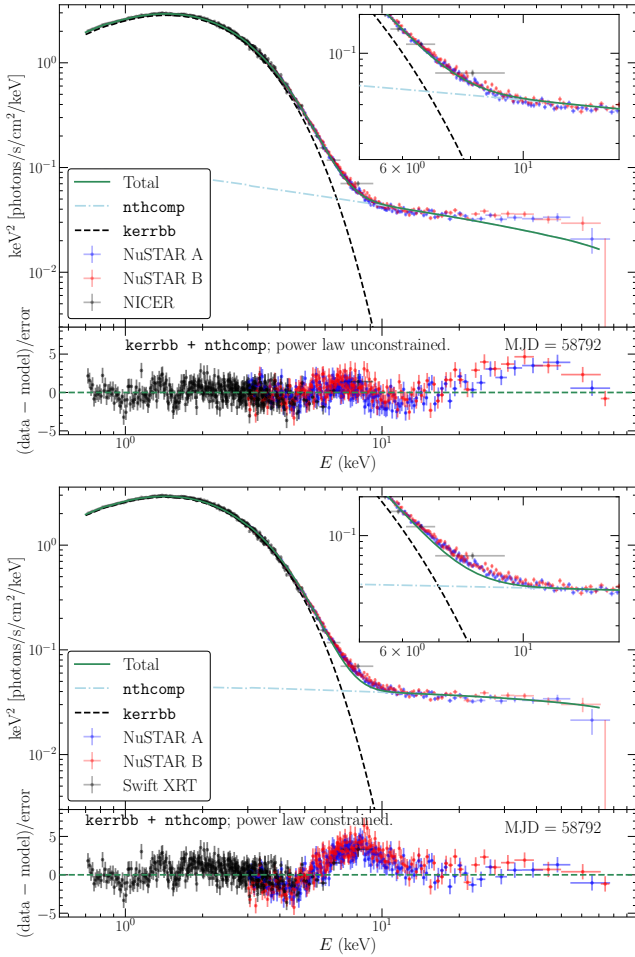 10⁰
10⁻¹
10⁻²
keV² [photons/s/cm²/keV]
10⁻¹
6 × 10⁰
10¹
Total
nthcomp
kerrbb
NuSTAR A
NuSTAR B
NICER
kerrbb + nthcomp; power law unconstrained.
MJD = 58792
5
0
−5
(data − model)/error
10⁰
10¹
E (keV)
10⁰
10⁻¹
10⁻²
keV² [photons/s/cm²/keV]
10⁻¹
6 × 10⁰
10¹
Total
nthcomp
kerrbb
NuSTAR A
NuSTAR B
Swift XRT
kerrbb + nthcomp; power law constrained.
MJD = 58792
5
0
−5
(data − model)/error
10⁰
10¹
E (keV)